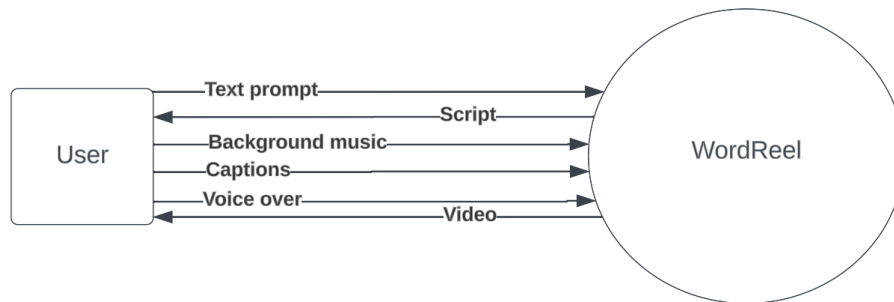 Text prompt
Script
Background music
User
WordReel
Captions
Voice over
Video